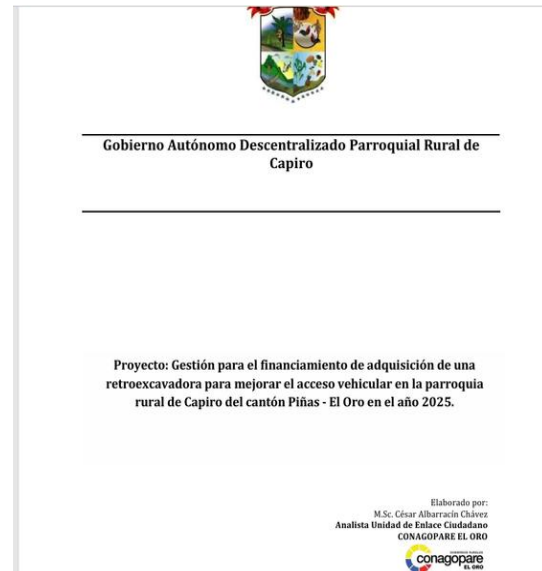 Gobierno Autónomo Descentralizado Parroquial Rural de
Capiro
Proyecto: Gestión para el financiamiento de adquisición de una
retroexcavadora para mejorar el acceso vehicular en la parroquia
rural de Capiro del cantón Piñas - El Oro en el año 2025.
Elaborado por:
M.Sc. César Albarracín Chávez
Analista Unidad de Enlace Ciudadano
CONAGOPARE EL ORO
conagopare
EL ORO